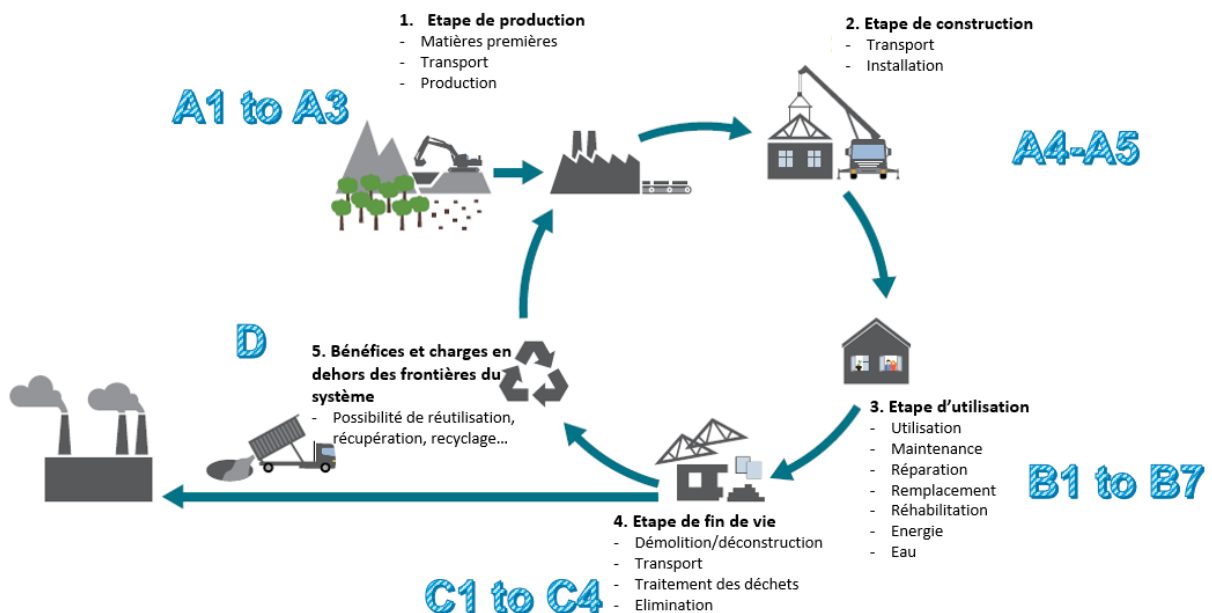 1. Etape de production
- Matières premières
- Transport
- Production
A1 to A3
2. Etape de construction
- Transport
- Installation
A4-A5
3. Etape d'utilisation
- Utilisation
- Maintenance
- Réparation
- Remplacement
- Réhabilitation
- Energie
- Eau
B1 to B7
4. Etape de fin de vie
- Démolition/déconstruction
- Transport
- Traitement des déchets
- Elimination
C1 to C4
D
5. Bénéfices et charges en
dehors des frontières du
système
- Possibilité de réutilisation,
récupération, recyclage...